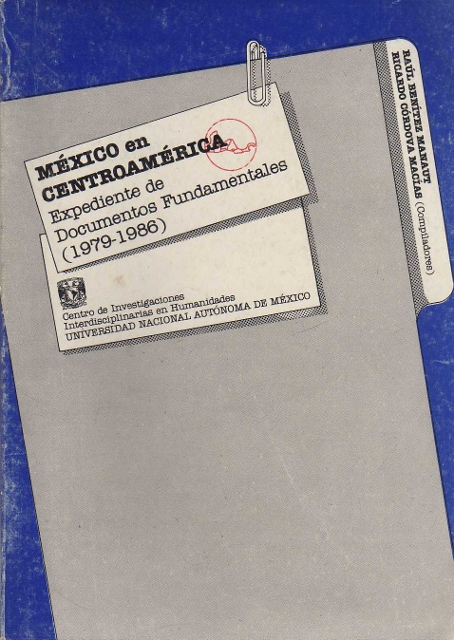 MÉXICO en
CENTROAMÉRICA
Expediente de
Documentos Fundamentales
(1979-1986)
Centro de Investigaciones
Interdisciplinarias en Humanidades
UNIVERSIDAD NACIONAL AUTÓNOMA DE MÉXICO
RAÚL BENÍTEZ MANAUT
RICARDO CÓRDOVA MACÍAS (Compiladores)